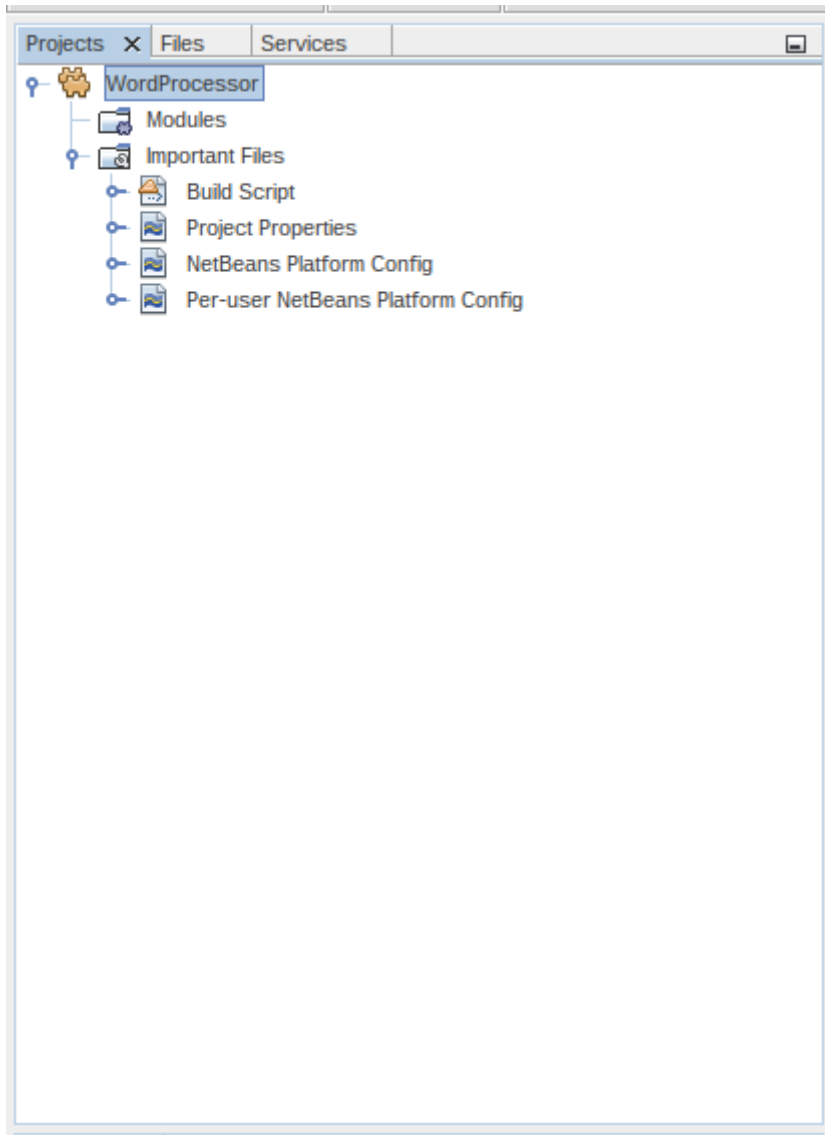 Projects Files Services
WordProcessor
Modules
Important Files
Build Script
Project Properties
NetBeans Platform Config
Per-user NetBeans Platform Config